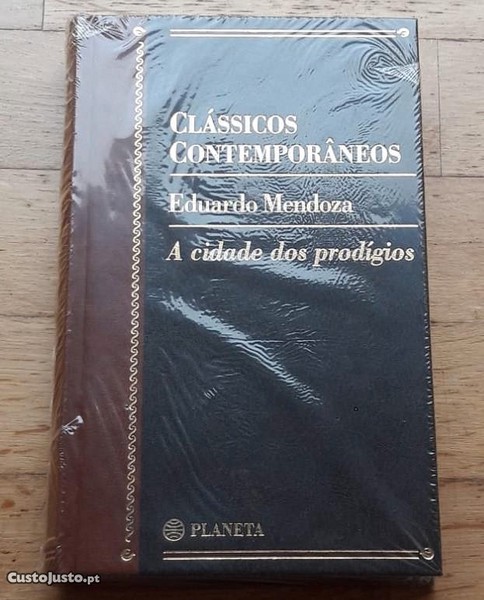 CLÁSSICOS
CONTEMPORÂNEOS
Eduardo Mendoza
A cidade dos prodígios
PLANETA
CustoJusto.pt